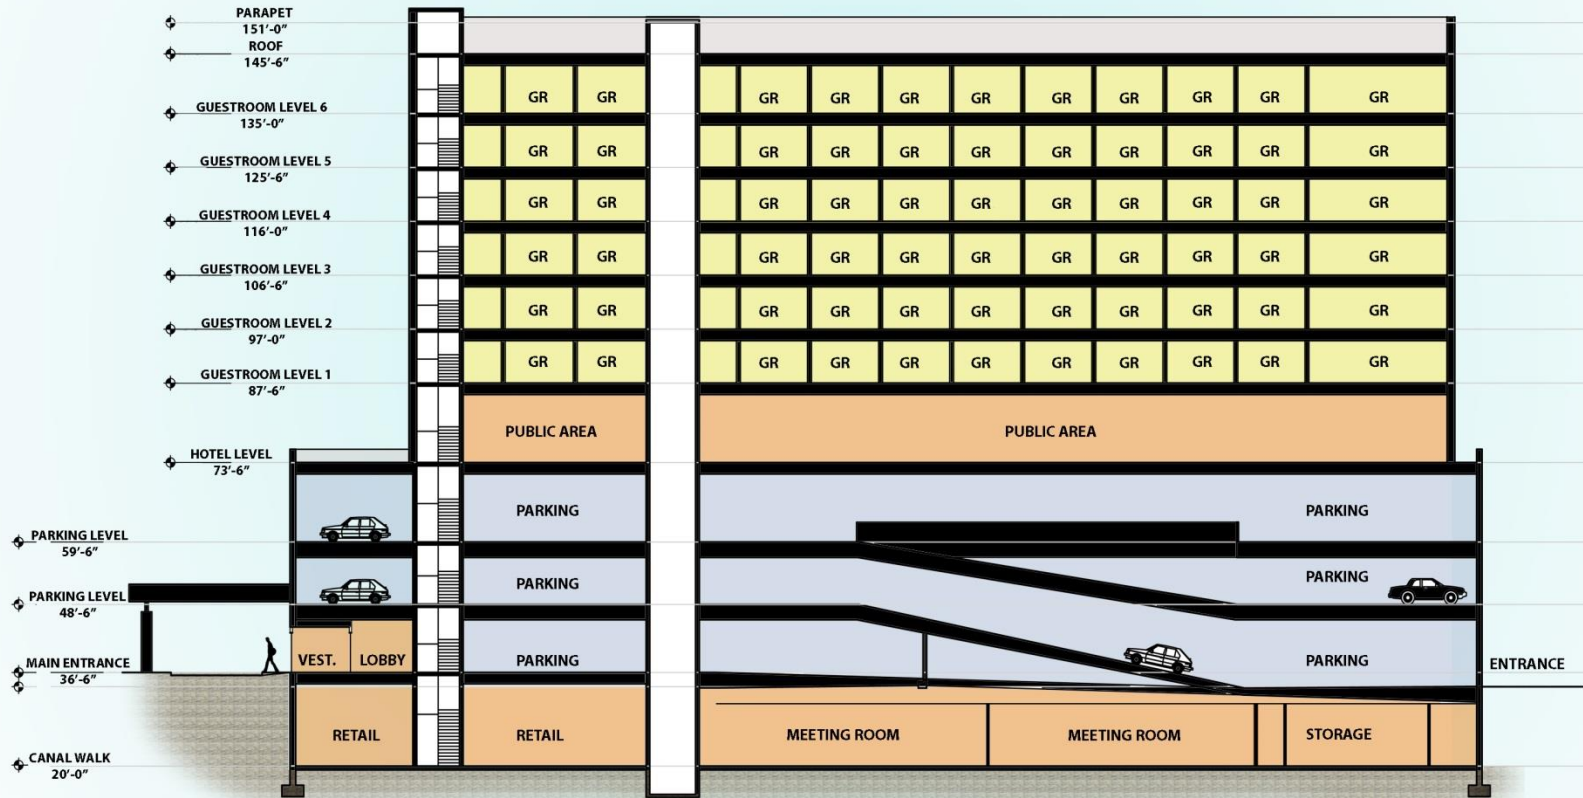 PARAPET
151'-0"
ROOF
145'-6"
GUESTROOM LEVEL 6
135'-0"
GR GR GR GR GR GR GR GR GR GR GR
GUESTROOM LEVEL 5
125'-6"
GR GR GR GR GR GR GR GR GR GR GR
GUESTROOM LEVEL 4
116'-0"
GR GR GR GR GR GR GR GR GR GR GR
GUESTROOM LEVEL 3
106'-6"
GR GR GR GR GR GR GR GR GR GR GR
GUESTROOM LEVEL 2
97'-0"
GR GR GR GR GR GR GR GR GR GR GR
GUESTROOM LEVEL 1
87'-6"
GR GR GR GR GR GR GR GR GR GR GR
PUBLIC AREA PUBLIC AREA
HOTEL LEVEL
73'-6"
PARKING PARKING
PARKING LEVEL
59'-6"
PARKING PARKING
PARKING LEVEL
48'-6"
VEST. LOBBY PARKING PARKING
MAIN ENTRANCE
36'-6"
ENTRANCE
RETAIL RETAIL MEETING ROOM MEETING ROOM STORAGE
CANAL WALK
20'-0"